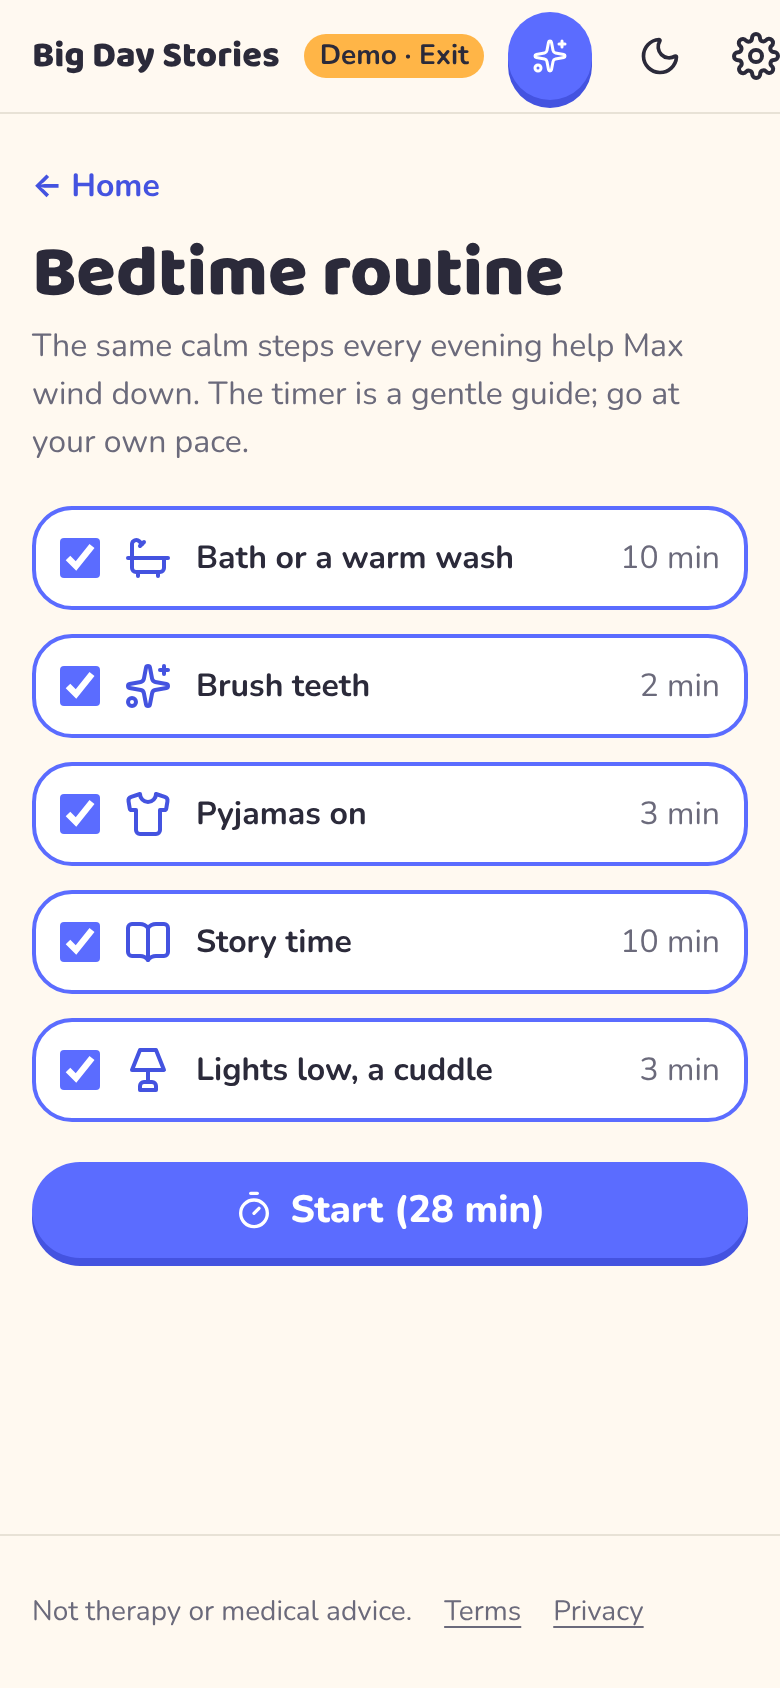 Big Day Stories
Demo · Exit
← Home
Bedtime routine
The same calm steps every evening help Max
wind down. The timer is a gentle guide; go at
your own pace.
Bath or a warm wash 10 min
Brush teeth 2 min
Pyjamas on 3 min
Story time 10 min
Lights low, a cuddle 3 min
Start (28 min)
Not therapy or medical advice. Terms Privacy